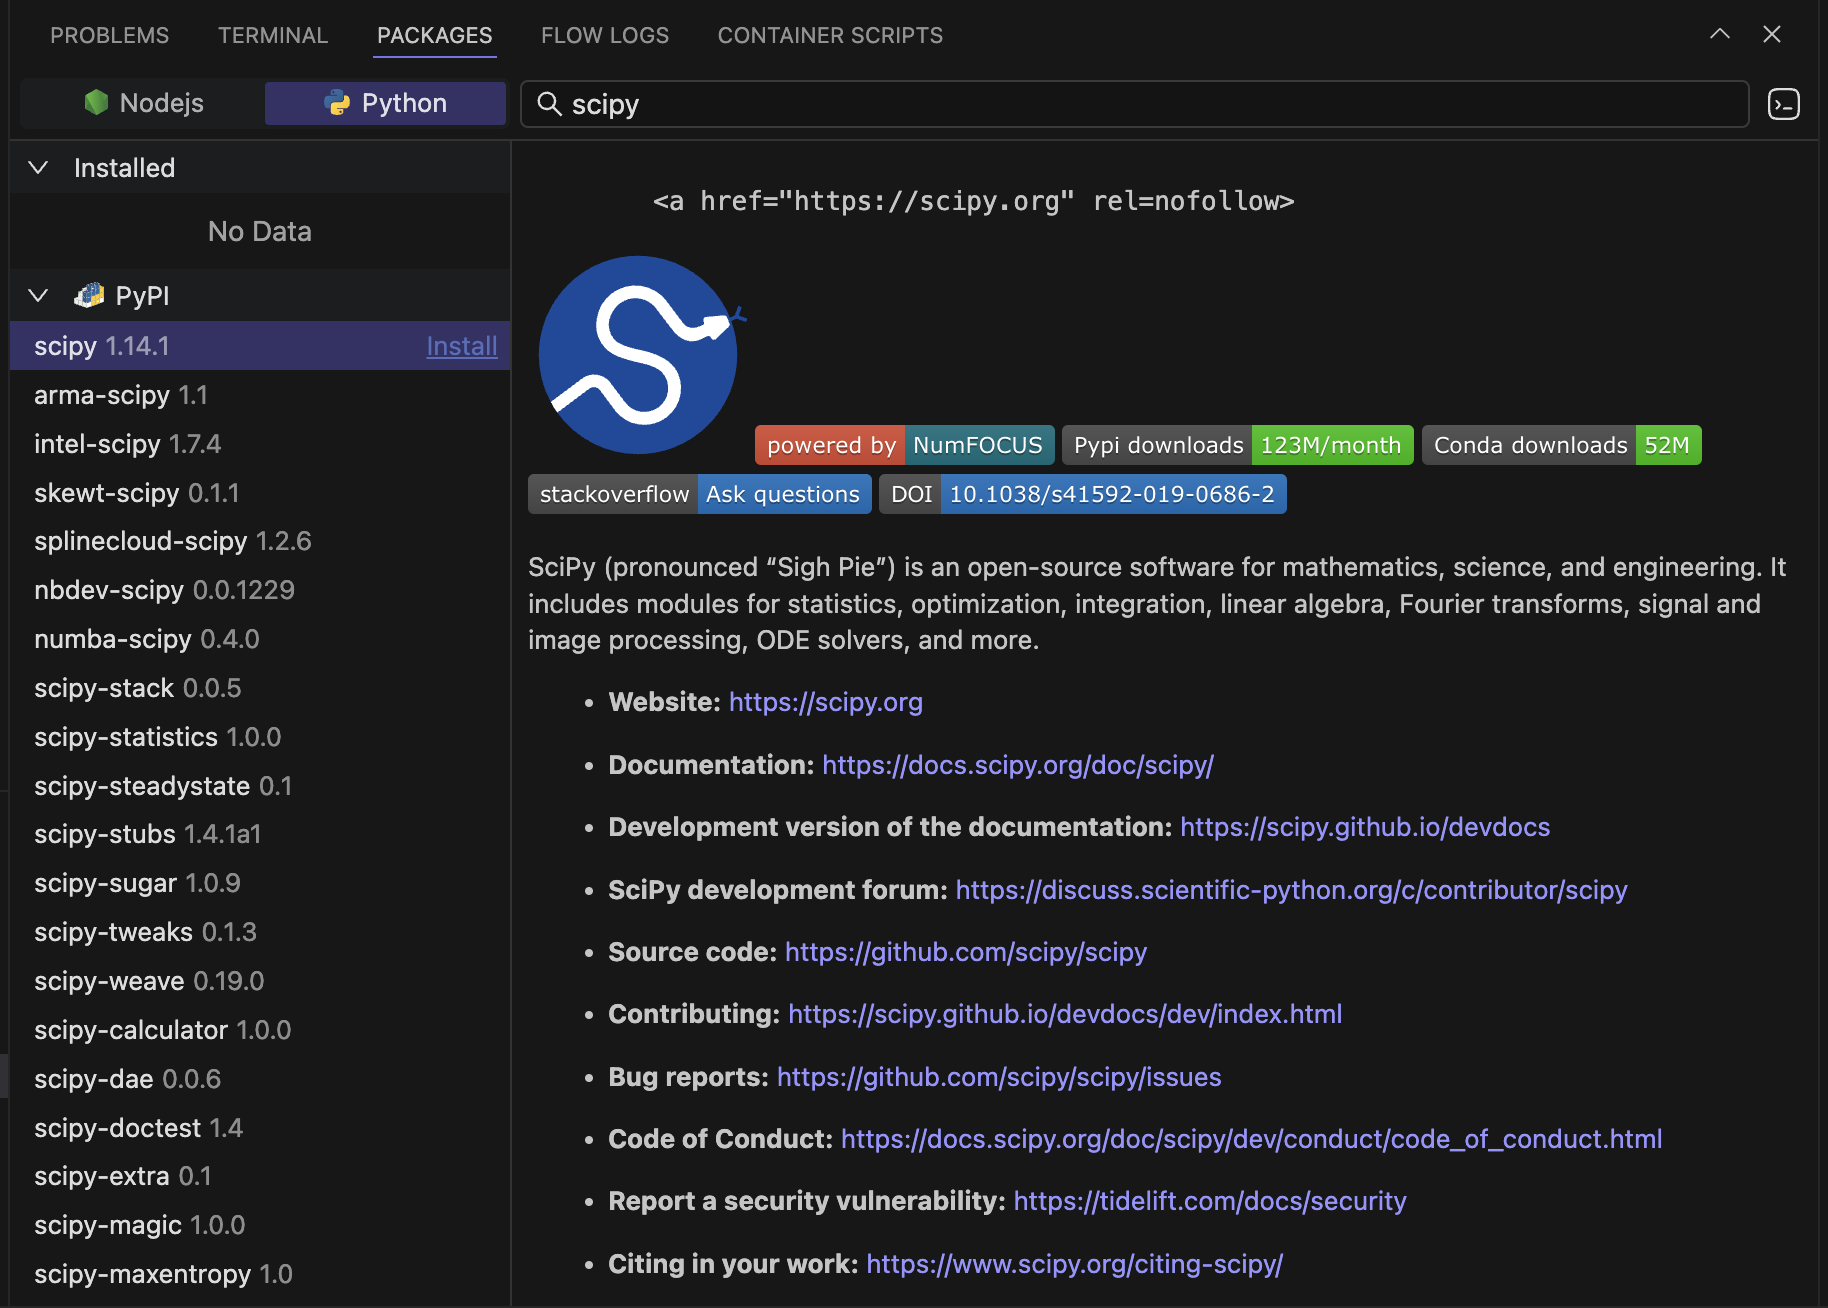 PROBLEMS TERMINAL PACKAGES FLOW LOGS CONTAINER SCRIPTS
Nodejs Python scipy
Installed
No Data
PyPI
scipy 1.14.1 Install
arma-scipy 1.1
intel-scipy 1.7.4
skewt-scipy 0.1.1
splinecloud-scipy 1.2.6
nbdev-scipy 0.0.1229
numba-scipy 0.4.0
scipy-stack 0.0.5
scipy-statistics 1.0.0
scipy-steadystate 0.1
scipy-stubs 1.4.1a1
scipy-sugar 1.0.9
scipy-tweaks 0.1.3
scipy-weave 0.19.0
scipy-calculator 1.0.0
scipy-dae 0.0.6
scipy-doctest 1.4
scipy-extra 0.1
scipy-magic 1.0.0
scipy-maxentropy 1.0
<a href="https://scipy.org" rel=nofollow>
powered by NumFOCUS Pypi downloads 123M/month Conda downloads 52M
stackoverflow Ask questions DOI 10.1038/s41592-019-0686-2
SciPy (pronounced “Sigh Pie”) is an open-source software for mathematics, science, and engineering. It
includes modules for statistics, optimization, integration, linear algebra, Fourier transforms, signal and
image processing, ODE solvers, and more.
• Website: https://scipy.org
• Documentation: https://docs.scipy.org/doc/scipy/
• Development version of the documentation: https://scipy.github.io/devdocs
• SciPy development forum: https://discuss.scientific-python.org/c/contributor/scipy
• Source code: https://github.com/scipy/scipy
• Contributing: https://scipy.github.io/devdocs/dev/index.html
• Bug reports: https://github.com/scipy/scipy/issues
• Code of Conduct: https://docs.scipy.org/doc/scipy/dev/conduct/code_of_conduct.html
• Report a security vulnerability: https://tidelift.com/docs/security
• Citing in your work: https://www.scipy.org/citing-scipy/